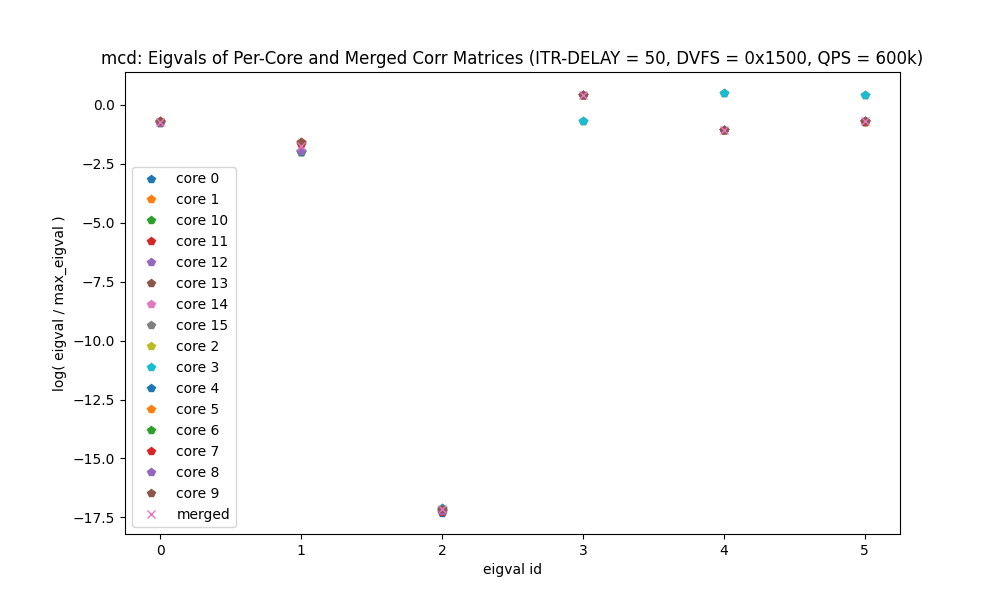 mcd: Eigvals of Per-Core and Merged Corr Matrices (ITR-DELAY = 50, DVFS = 0x1500, QPS = 600k)
log( eigval / max_eigval )
0.0
−2.5
−5.0
−7.5
−10.0
−12.5
−15.0
−17.5
core 0
core 1
core 10
core 11
core 12
core 13
core 14
core 15
core 2
core 3
core 4
core 5
core 6
core 7
core 8
core 9
merged
0 1 2 3 4 5
eigval id